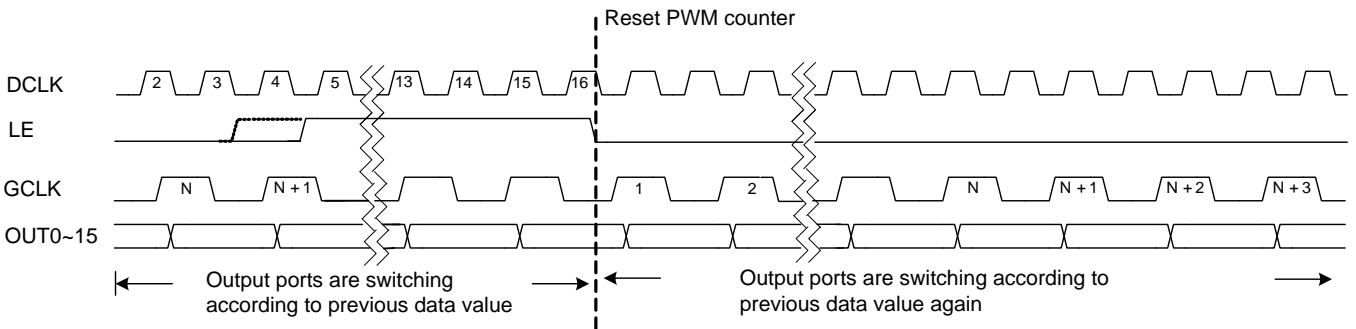 Reset PWM counter
DCLK 2 3 4 5 13 14 15 16
LE
GCLK N N + 1 1 2 N N + 1 N + 2 N + 3
OUT0~15
Output ports are switching
according to previous data value
Output ports are switching according to
previous data value again